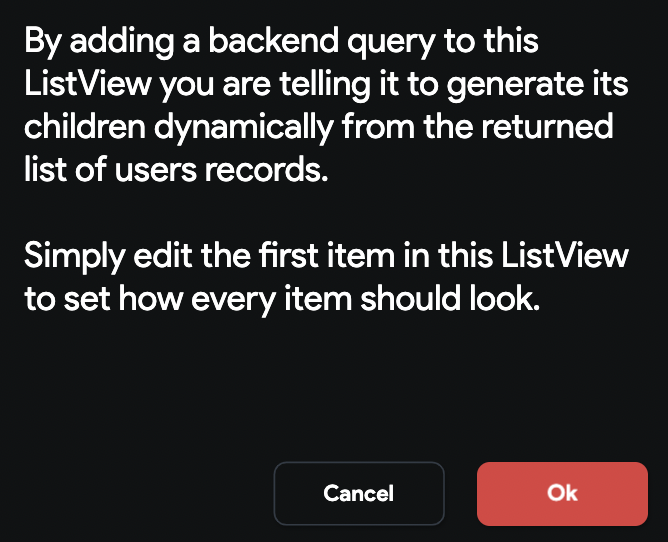 By adding a backend query to this
ListView you are telling it to generate its
children dynamically from the returned
list of users records.
Simply edit the first item in this ListView
to set how every item should look.
Cancel
Ok